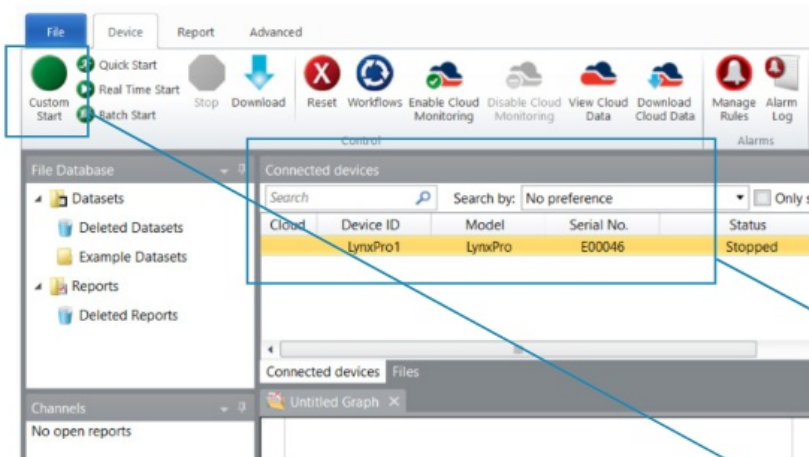 File Device Report Advanced
Quick Start
Real Time Start
Batch Start
Custom Start
Stop
Download
Reset
Workflows
Enable Cloud Monitoring
Disable Cloud Monitoring
View Cloud Data
Download Cloud Data
Manage Rules
Alarm Log
Control
Alarms
File Database
Datasets
Deleted Datasets
Example Datasets
Reports
Deleted Reports
Connected devices
Search
Search by: No preference
Only s
Cloud Device ID Model Serial No. Status
LynxPro1 LynxPro E00046 Stopped
Connected devices Files
Channels
No open reports
Untitled Graph